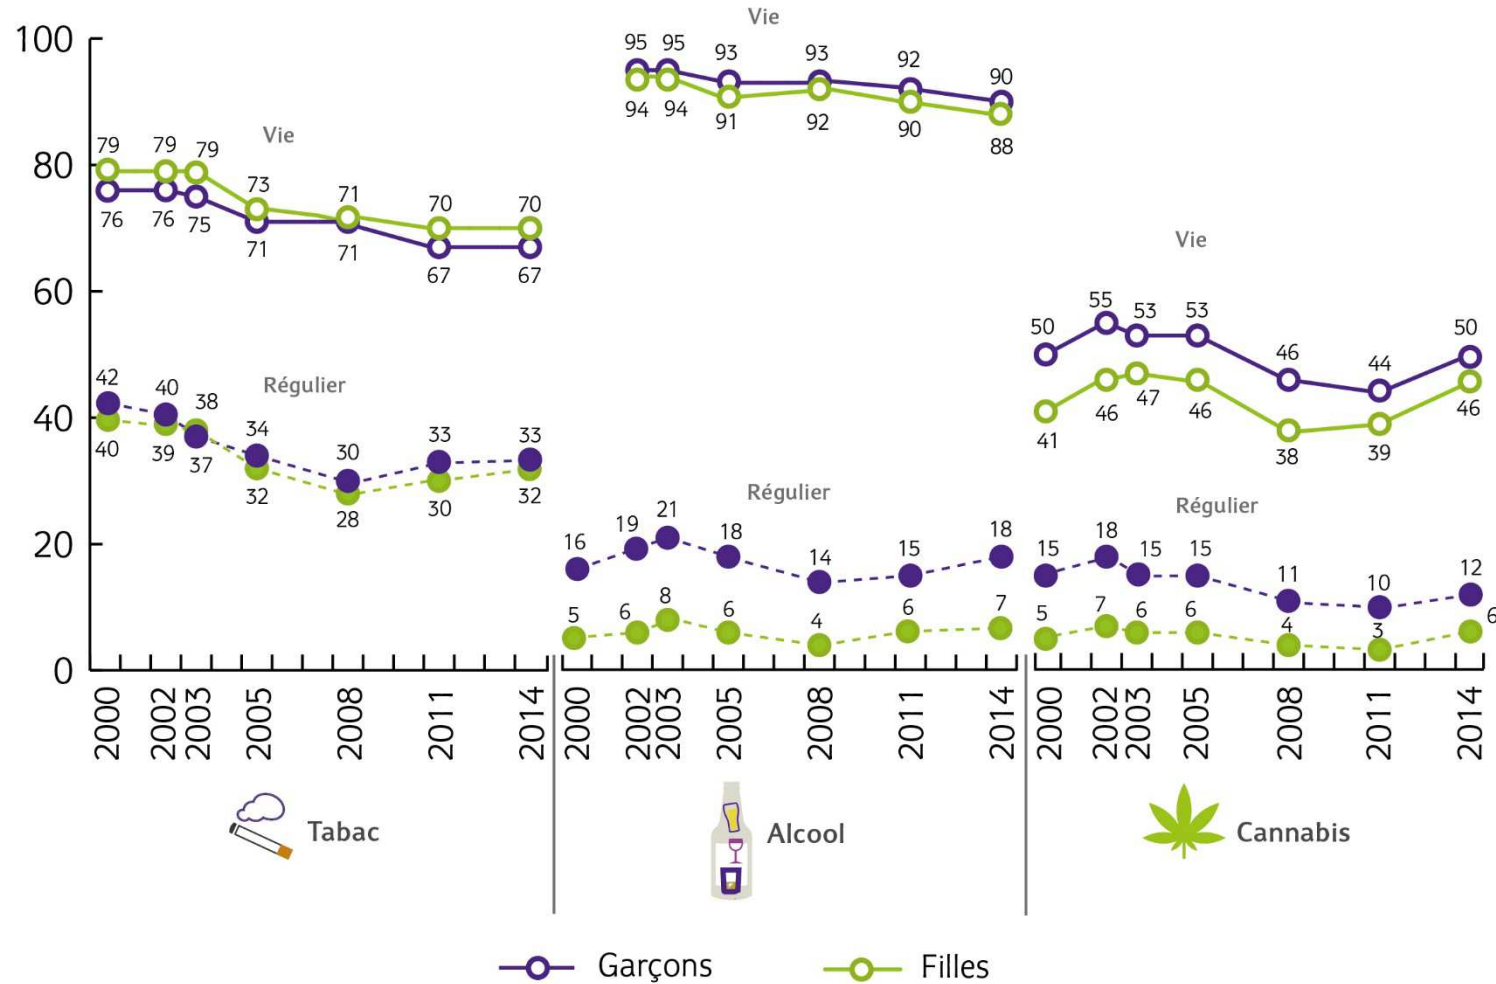 Vie
100
95 95 93 93 92 90
94 94 91 92 90 88
Vie
79 79 79 73 71 70 70
80
76 76 75 71 71 67 67
Vie
60
50 55 53 53 46 44 50
41 46 47 46 38 39 46
Régulier
42 40 38 34 30 33 33
40
40 39 37 32 28 30 32
Régulier
Régulier
20
16 19 21 18 14 15 18
15 18 15 15 11 10 12
5 6 8 6 4 6 7
5 7 6 6 4 3 6
0
2000 2002 2003 2005 2008 2011 2014
2000 2002 2003 2005 2008 2011 2014
2000 2002 2003 2005 2008 2011 2014
Tabac
Alcool
Cannabis
Garçons
Filles